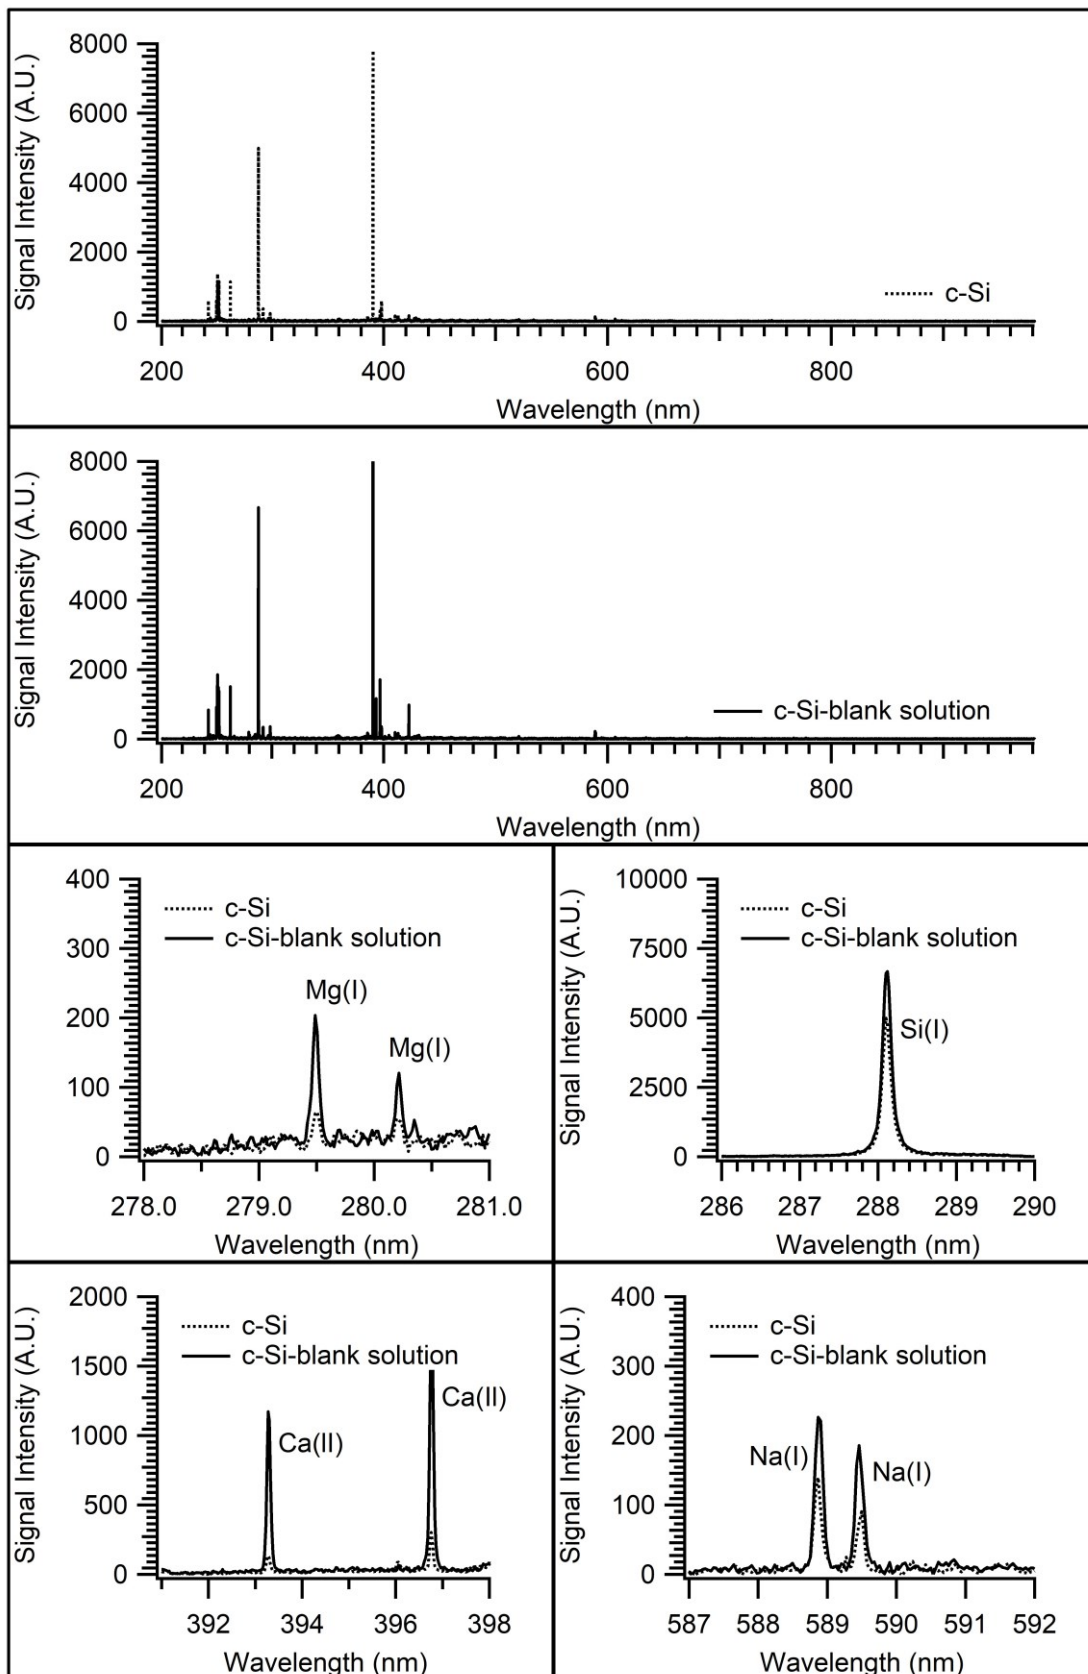 Signal Intensity (A.U.)
8000
6000
4000
2000
0
c-Si
200
400
600
800
Wavelength (nm)
Signal Intensity (A.U.)
8000
6000
4000
2000
0
c-Si-blank solution
200
400
600
800
Wavelength (nm)
Signal Intensity (A.U.)
400
300
200
100
0
c-Si
c-Si-blank solution
Mg(I)
Mg(I)
278.0
279.0
280.0
281.0
Wavelength (nm)
Signal Intensity (A.U.)
10000
7500
5000
2500
0
c-Si
c-Si-blank solution
Si(I)
286
287
288
289
290
Wavelength (nm)
Signal Intensity (A.U.)
2000
1500
1000
500
0
c-Si
c-Si-blank solution
Ca(II)
Ca(II)
392
394
396
398
Wavelength (nm)
Signal Intensity (A.U.)
400
300
200
100
0
c-Si
c-Si-blank solution
Na(I)
Na(I)
587
588
589
590
591
592
Wavelength (nm)